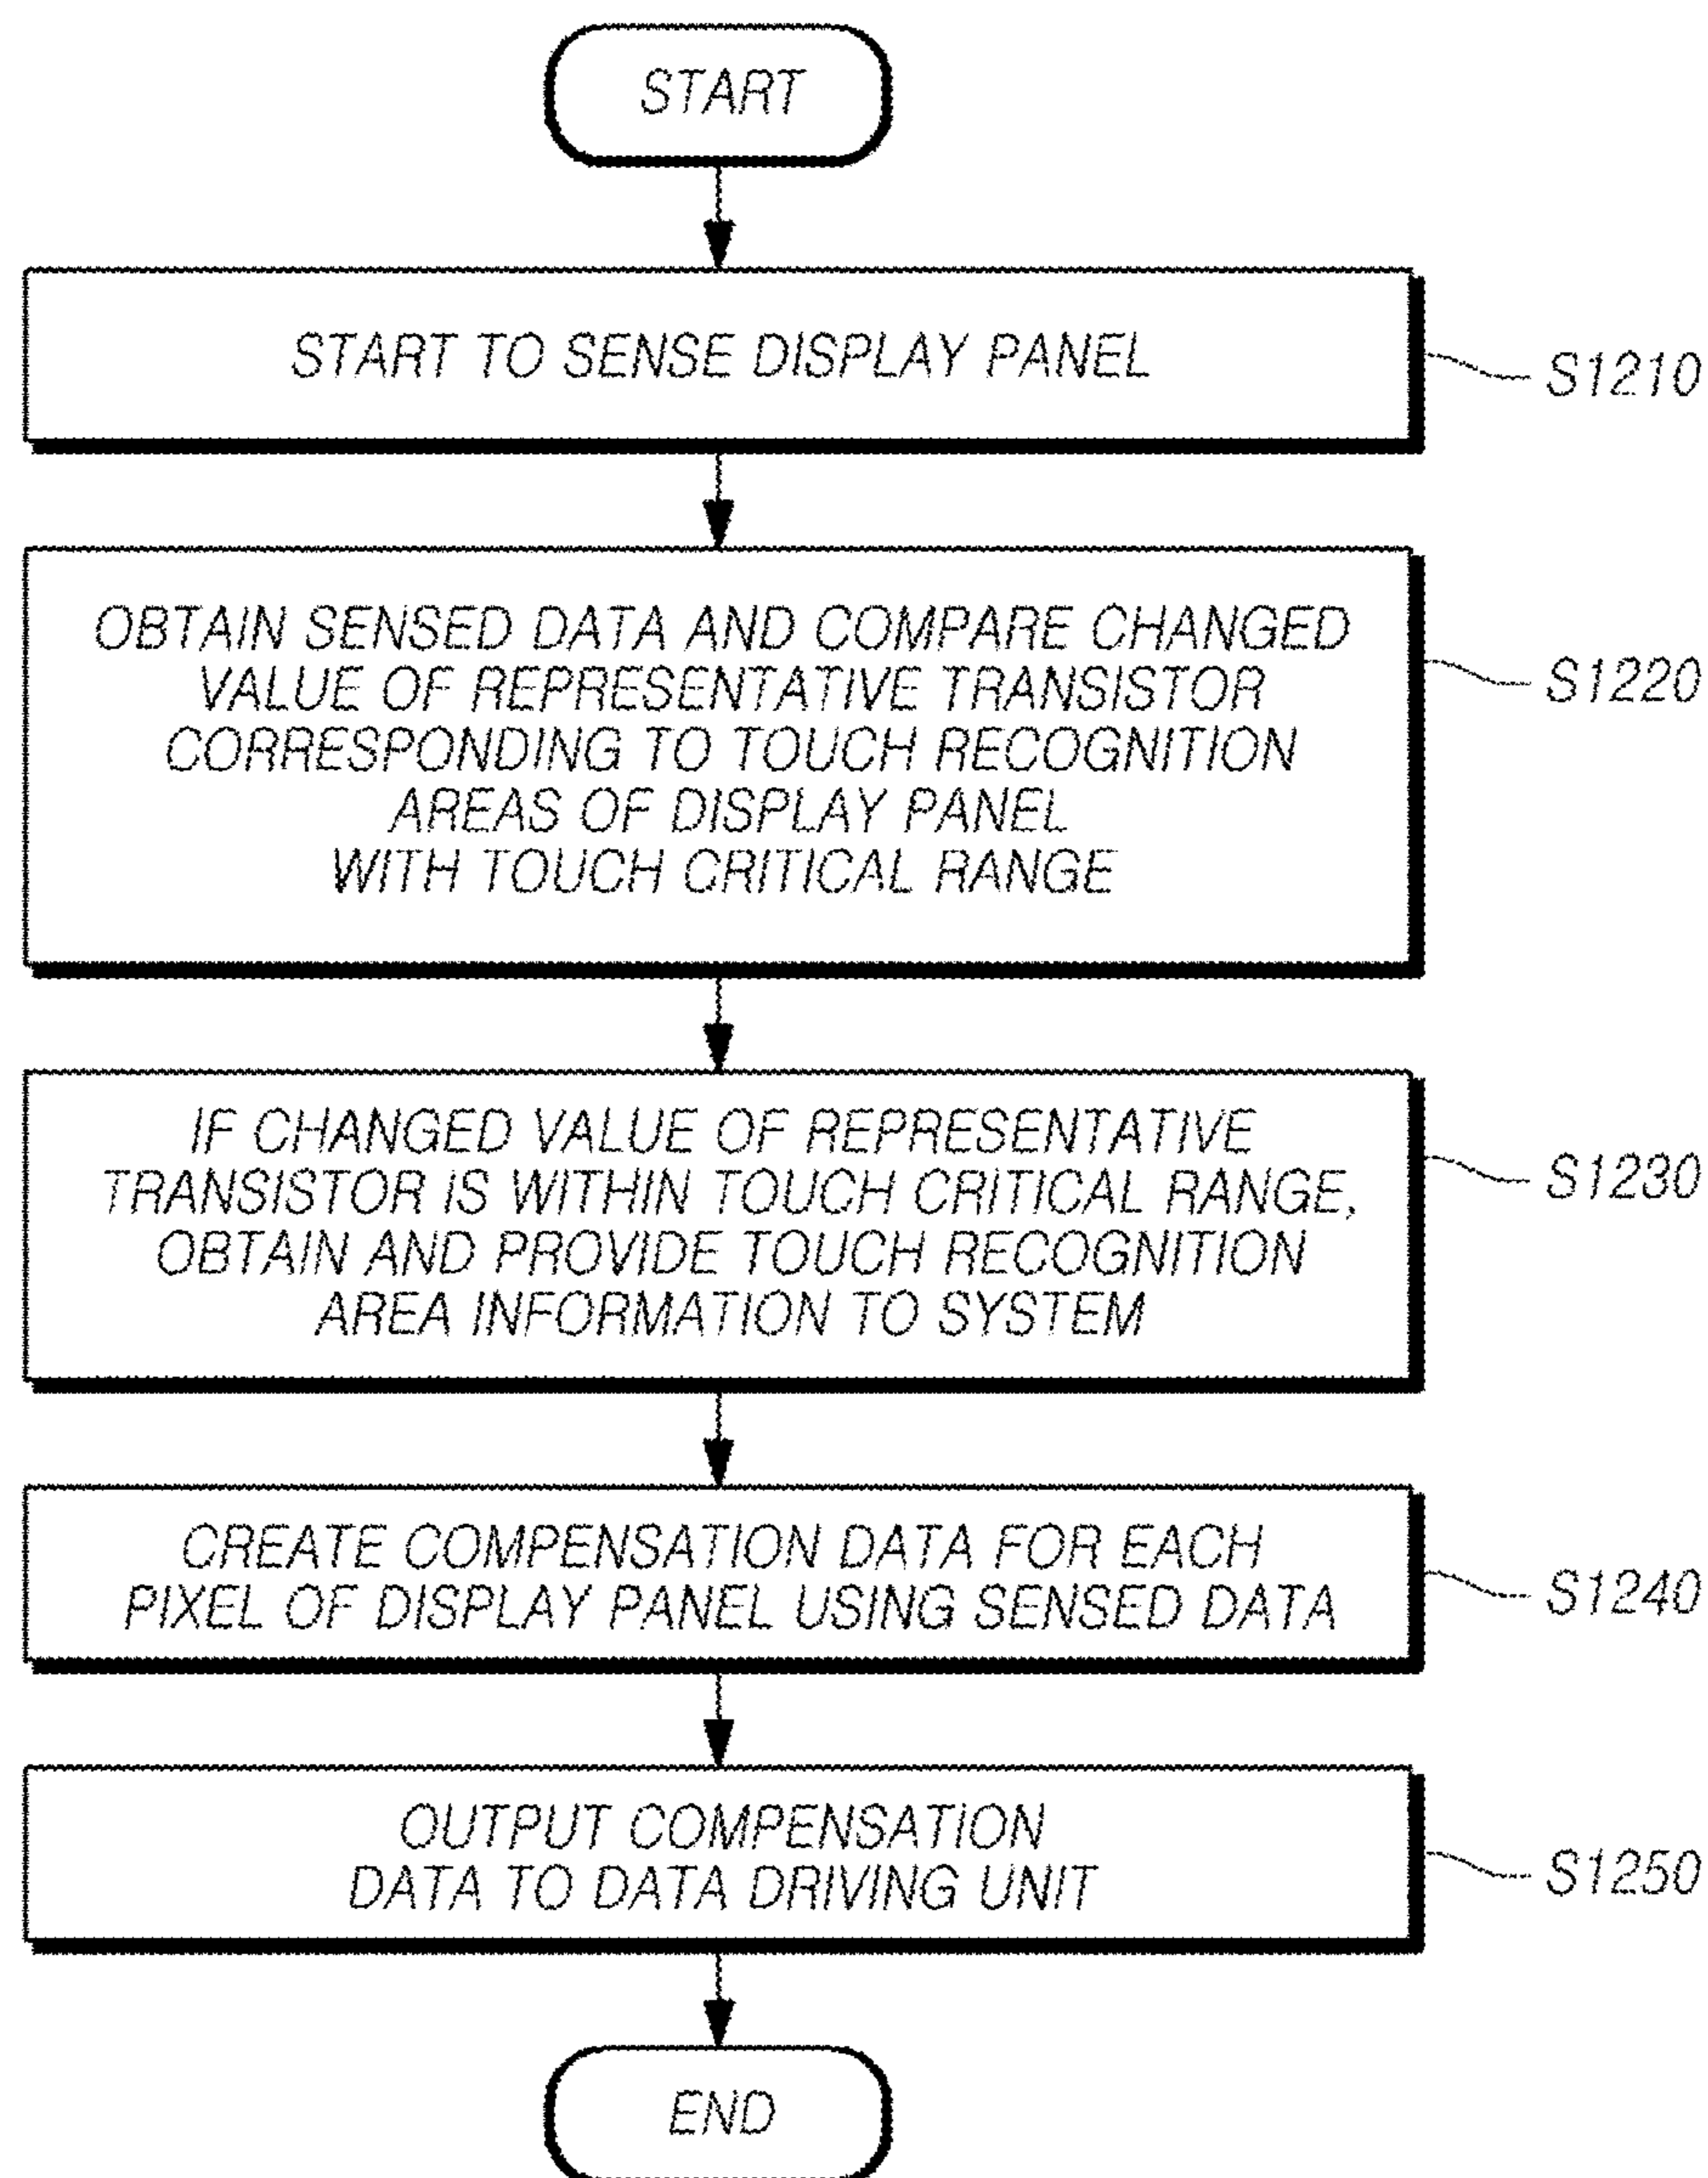 START
START TO SENSE DISPLAY PANEL
S1210
OBTAIN SENSED DATA AND COMPARE CHANGED
VALUE OF REPRESENTATIVE TRANSISTOR
CORRESPONDING TO TOUCH RECOGNITION
AREAS OF DISPLAY PANEL
WITH TOUCH CRITICAL RANGE
S1220
IF CHANGED VALUE OF REPRESENTATIVE
TRANSISTOR IS WITHIN TOUCH CRITICAL RANGE,
OBTAIN AND PROVIDE TOUCH RECOGNITION
AREA INFORMATION TO SYSTEM
S1230
CREATE COMPENSATION DATA FOR EACH
PIXEL OF DISPLAY PANEL USING SENSED DATA
S1240
OUTPUT COMPENSATION
DATA TO DATA DRIVING UNIT
S1250
END